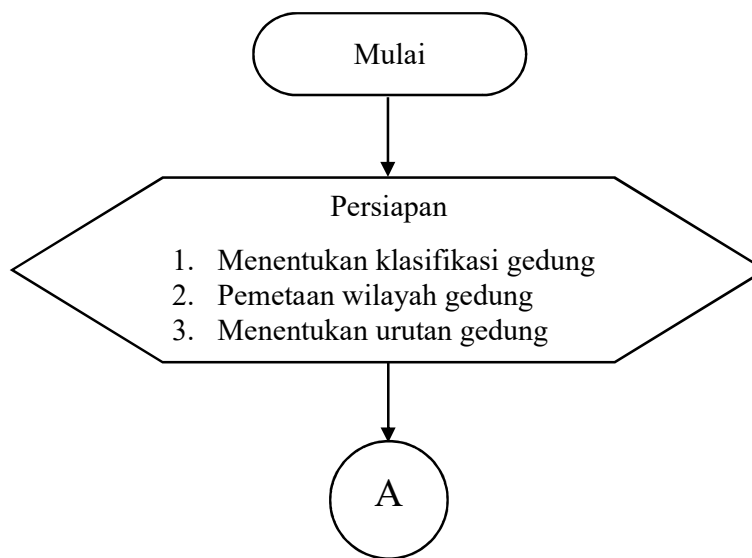 Mulai
Persiapan
1. Menentukan klasifikasi gedung
2. Pemetaan wilayah gedung
3. Menentukan urutan gedung
A